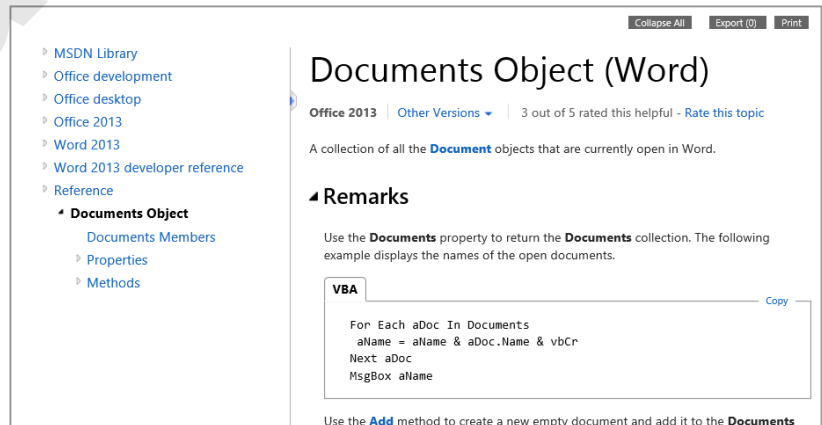 Collapse All Export (0) Print
MSDN Library
Office development
Office desktop
Office 2013
Word 2013
Word 2013 developer reference
Reference
Documents Object
Documents Members
Properties
Methods
Documents Object (Word)
Office 2013 Other Versions 3 out of 5 rated this helpful - Rate this topic
A collection of all the Document objects that are currently open in Word.
Remarks
Use the Documents property to return the Documents collection. The following
example displays the names of the open documents.
VBA
Copy
For Each aDoc In Documents
aName = aName & aDoc.Name & vbCr
Next aDoc
MsgBox aName
Use the Add method to create a new empty document and add it to the Documents